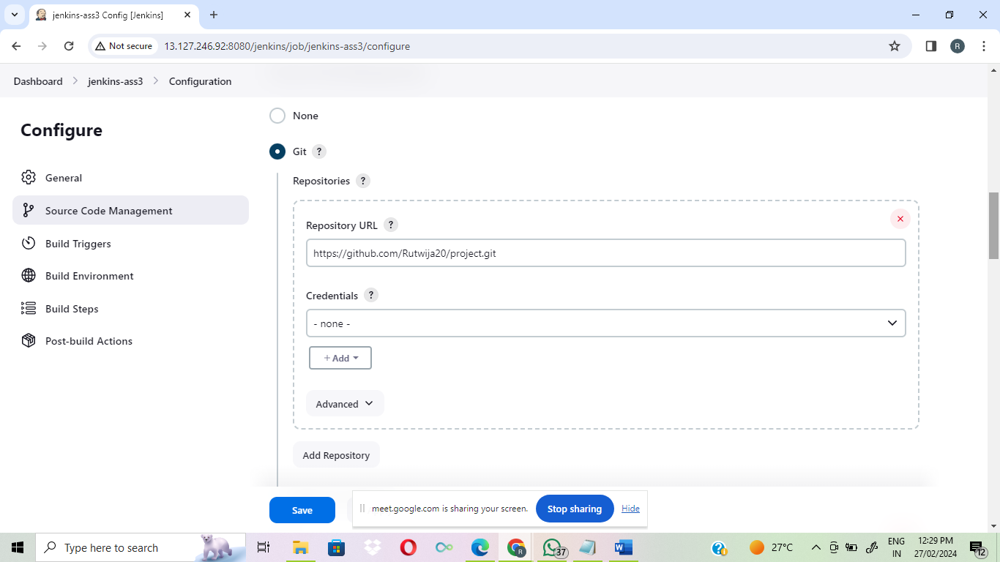 jenkins-ass3 Config [Jenkins]
Not secure
13.127.246.92:8080/jenkins/job/jenkins-ass3/configure
R
Dashboard
jenkins-ass3
Configuration
Configure
General
Source Code Management
Build Triggers
Build Environment
Build Steps
Post-build Actions
None
Git ?
Repositories ?
Repository URL ?
https://github.com/Rutwija20/project.git
Credentials ?
- none -
+ Add
Advanced
Add Repository
Save
meet.google.com is sharing your screen.
Stop sharing
Hide
Type here to search
R
37
27°C
ENG
IN
12:29 PM
27/02/2024
12